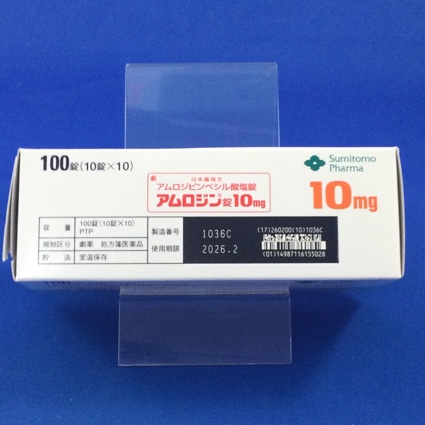 100錠(10錠×10)
劇
日本薬局方
アムロジピンベシル酸塩錠
アムロジン®錠10mg
Sumitomo
Pharma
10mg
容量 100錠(10錠×10)
PTP
規制区分 劇薬 処方箋医薬品
貯法 室温保存
製造番号 1036C
使用期限 2026.2
(17)260200(10)1036C
(01)14987116155028